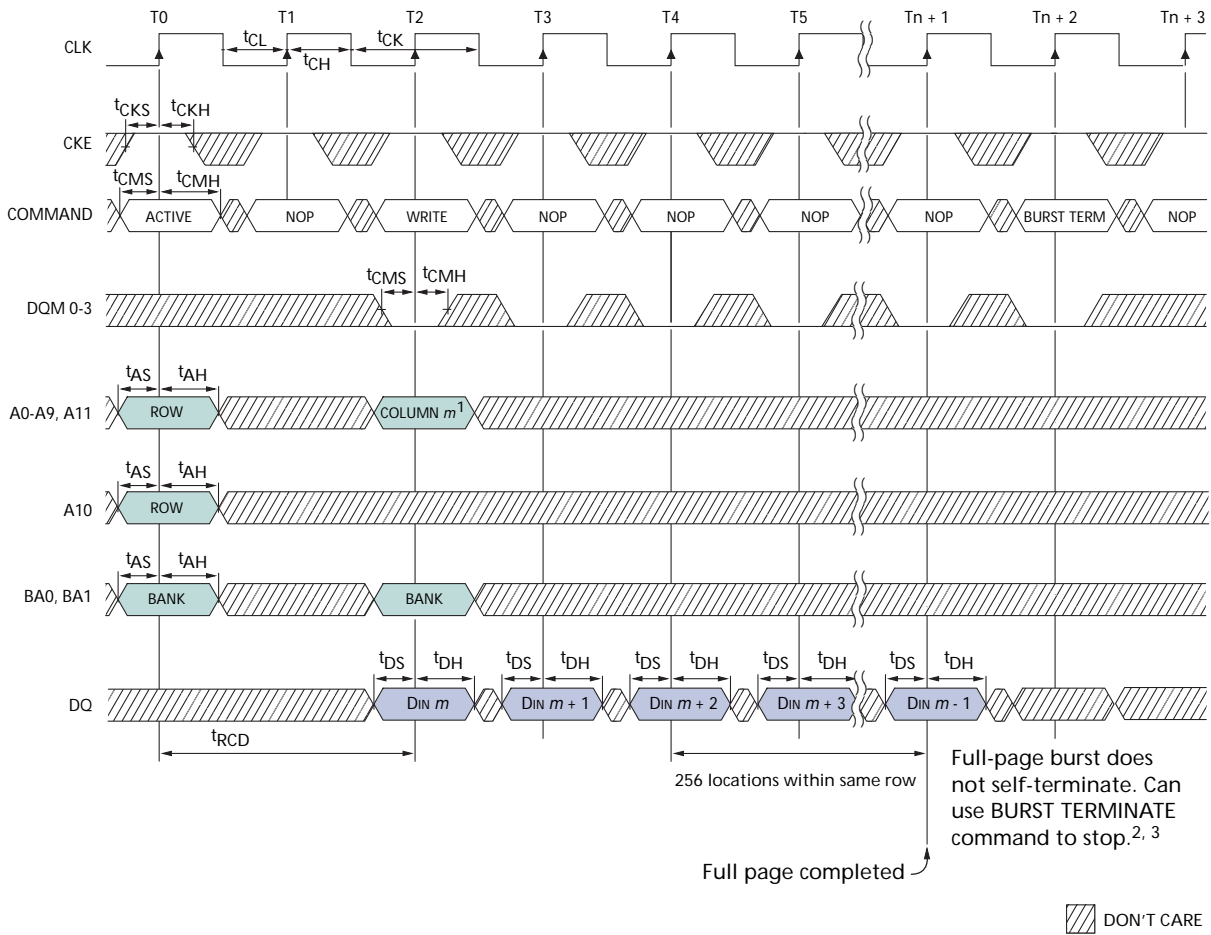 T0 T1 T2 T3 T4 T5 Tn + 1 Tn + 2 Tn + 3
CLK
tCL tCK
tCH
tCKS tCKH
CKE
tCMS tCMH
COMMAND ACTIVE NOP WRITE NOP NOP NOP NOP BURST TERM NOP
tCMS tCMH
DQM 0-3
tAS tAH
A0-A9, A11 ROW COLUMN m1
tAS tAH
A10 ROW
tAS tAH
BA0, BA1 BANK BANK
tDS tDH tDS tDH tDS tDH tDS tDH tDS tDH
DQ DIN m DIN m + 1 DIN m + 2 DIN m + 3 DIN m - 1
tRCD
256 locations within same row
Full-page burst does
not self-terminate. Can
use BURST TERMINATE
command to stop.2, 3
Full page completed
DON'T CARE